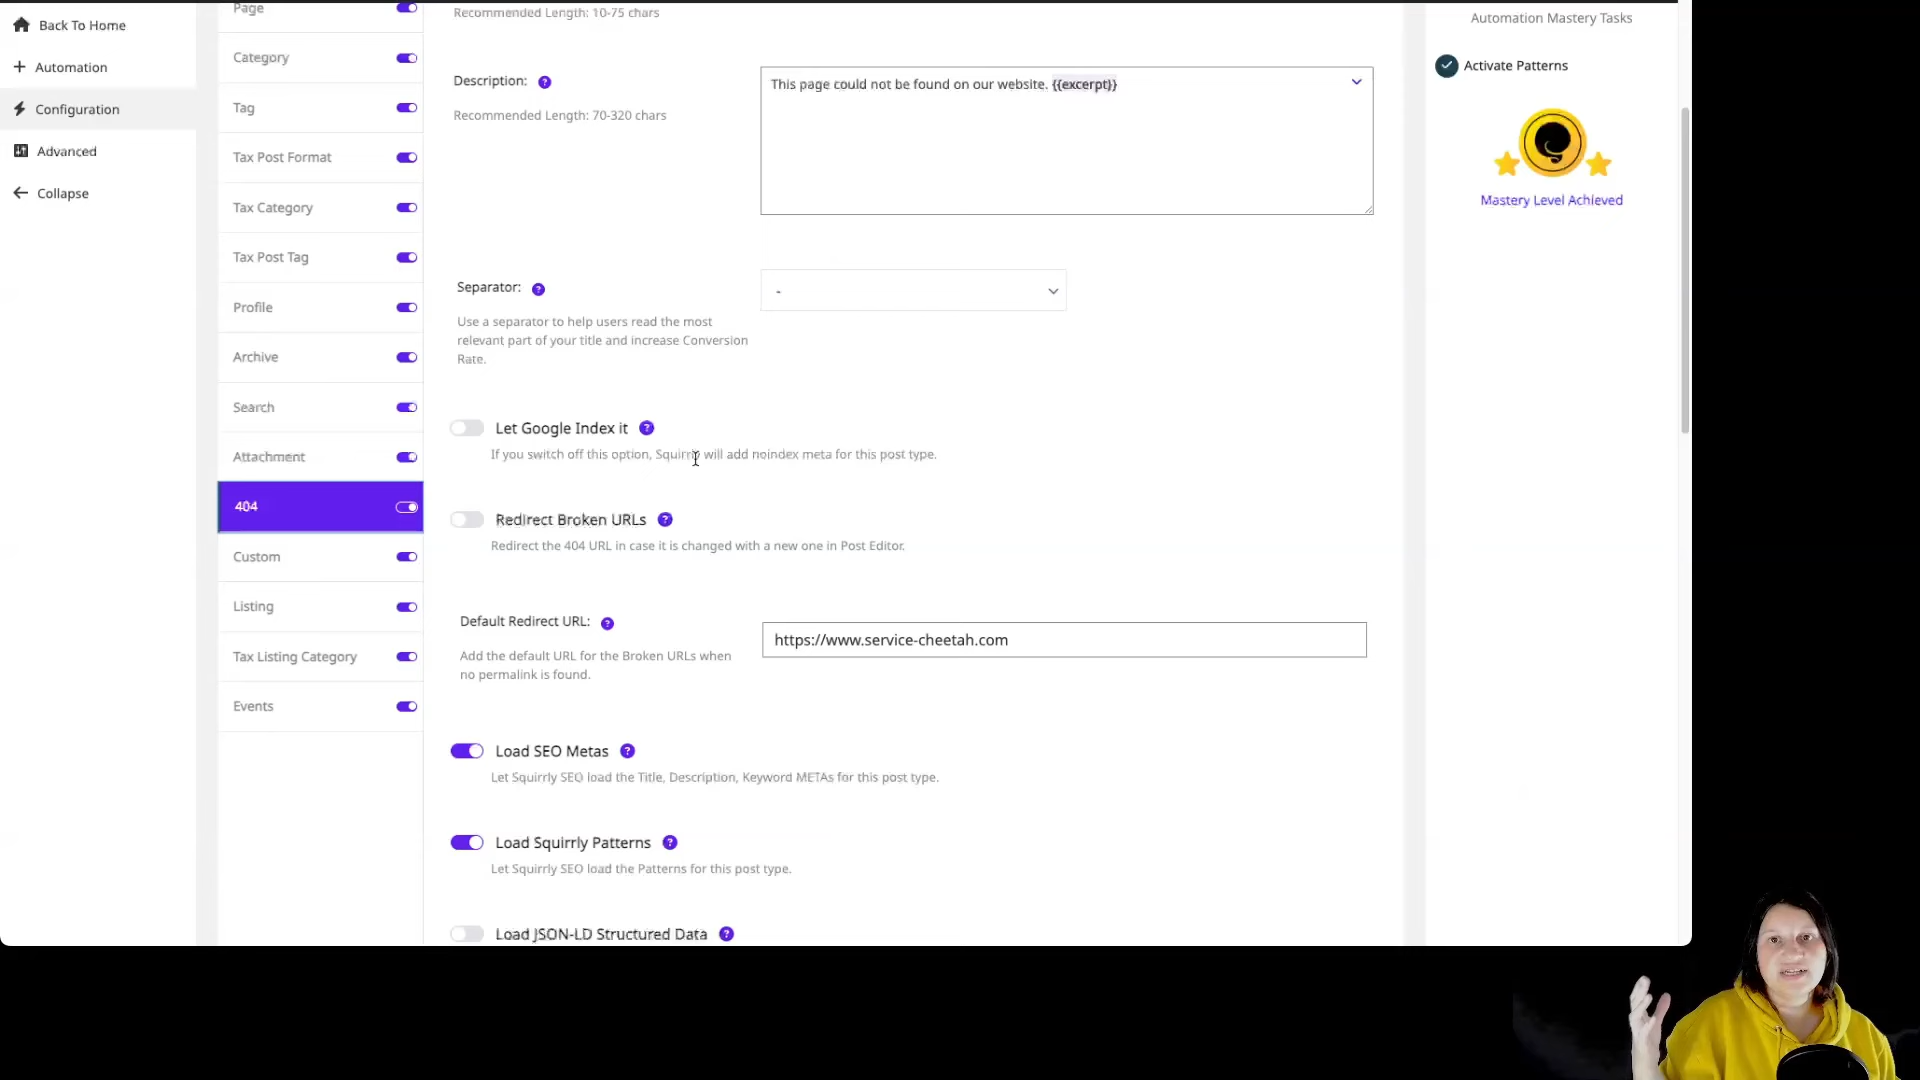 Back To Home
Automation
Configuration
Advanced
Collapse
Page
Category
Tag
Tax Post Format
Tax Category
Tax Post Tag
Profile
Archive
Search
Attachment
404
Custom
Listing
Tax Listing Category
Events
Recommended Length: 10-75 chars
Description: ?
Recommended Length: 70-320 chars
This page could not be found on our website. {{excerpt}}
Separator: ?
Use a separator to help users read the most
relevant part of your title and increase Conversion
Rate.
-
Let Google Index it ?
If you switch off this option, Squirrly will add noindex meta for this post type.
Redirect Broken URLs ?
Redirect the 404 URL in case it is changed with a new one in Post Editor.
Default Redirect URL: ?
Add the default URL for the Broken URLs when
no permalink is found.
https://www.service-cheetah.com
Load SEO Metas ?
Let Squirrly SEO load the Title, Description, Keyword METAs for this post type.
Load Squirrly Patterns ?
Let Squirrly SEO load the Patterns for this post type.
Load JSON-LD Structured Data ?
Automation Mastery Tasks
Activate Patterns
Mastery Level Achieved